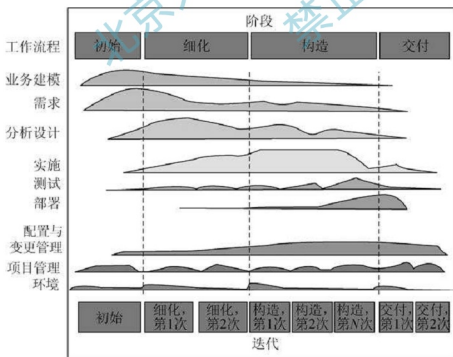 阶段
工作流程 初始 细化 构造 交付
业务建模
需求
分析设计
实施
测试
部署
配置与
变更管理
项目管理
环境
初始 细化,第1次 细化,第2次 构造,第1次 构造,第2次 构造,第N次 交付,第1次 交付,第2次
迭代
北京
禁止